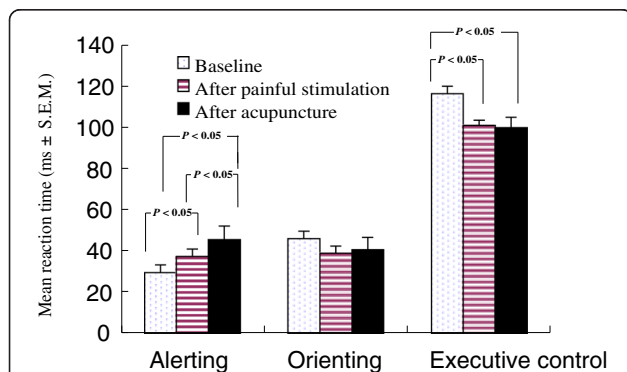 Mean reaction time (ms ± S.E.M.)
140
120
100
80
60
40
20
0
Baseline
After painful stimulation
After acupuncture
P < 0.05
P < 0.05
P < 0.05
P < 0.05
P < 0.05
Alerting
Orienting
Executive control